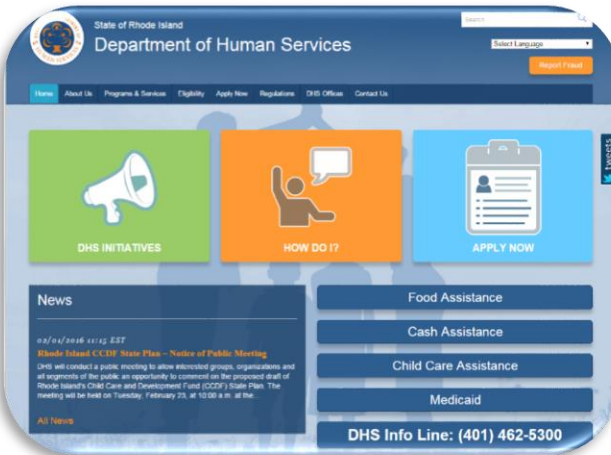 State of Rhode Island
Department of Human Services
Search
Select Language
Report Fraud
Home About Us Programs & Services Eligibility Apply Now Regulations DHS Offices Contact Us
tweets
DHS INITIATIVES
HOW DO I?
APPLY NOW
News
02/01/2016 11:15 EST
Rhode Island CCDF State Plan – Notice of Public Meeting
DHS will conduct a public meeting to allow interested groups, organizations and
all segments of the public an opportunity to comment on the proposed draft of
Rhode Island's Child Care and Development Fund (CCDF) State Plan. The
meeting will be held on Tuesday, February 23, at 10:00 a.m. at the...
All News
Food Assistance
Cash Assistance
Child Care Assistance
Medicaid
DHS Info Line: (401) 462-5300